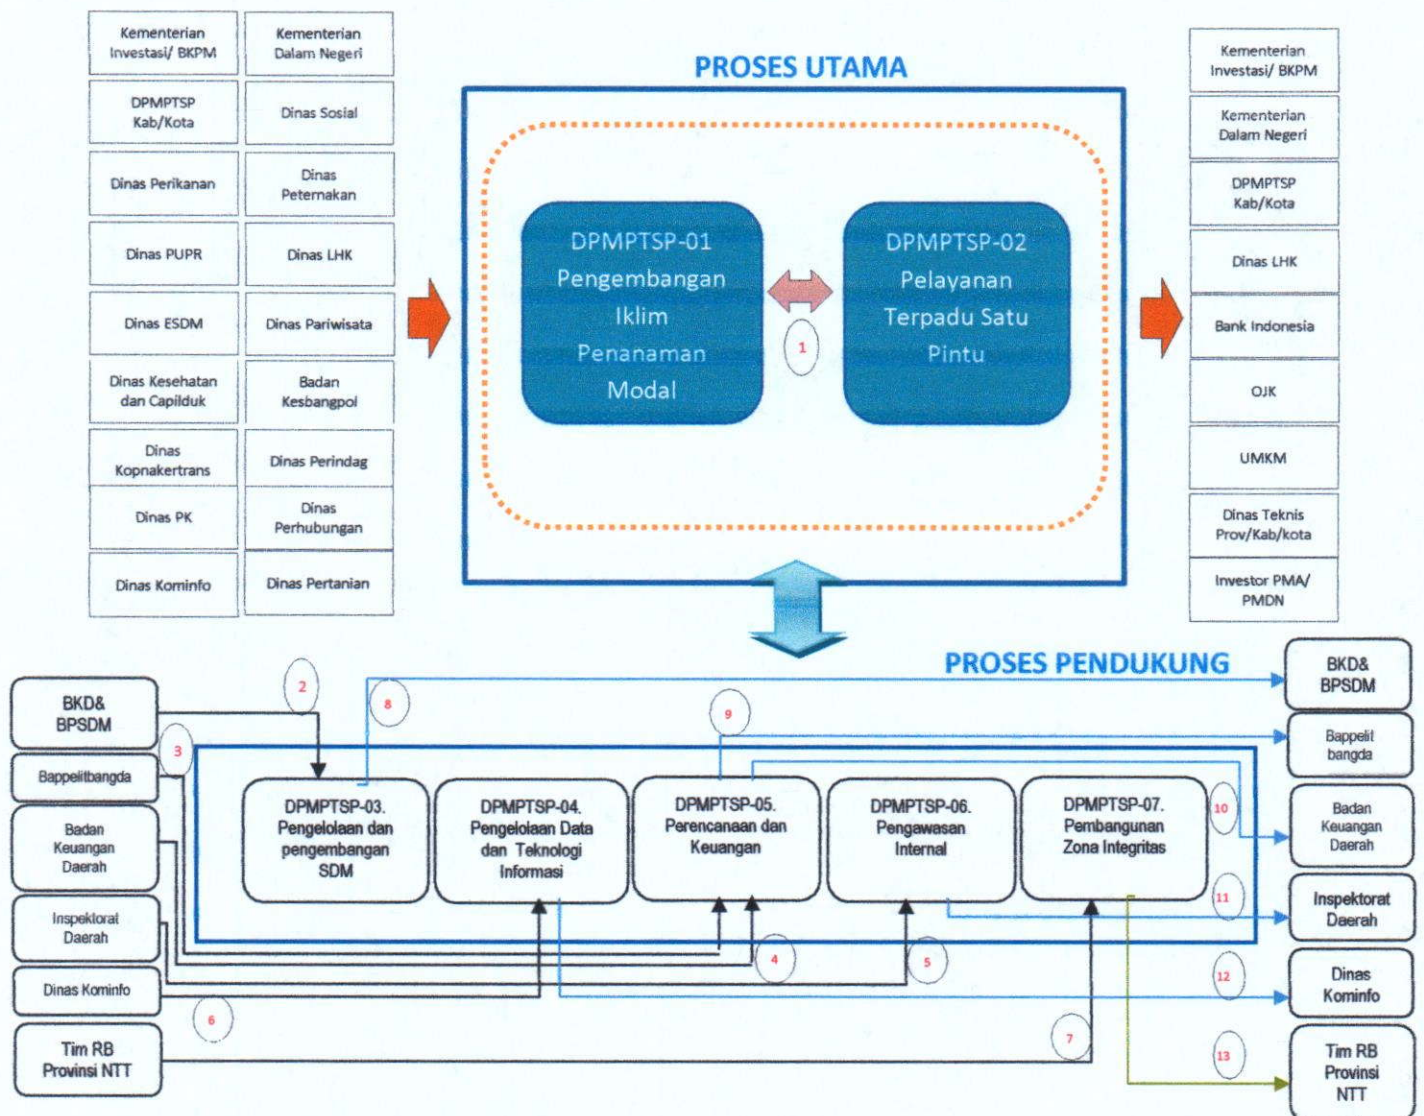 Kementerian
Investasi/ BKPM
Kementerian
Dalam Negeri
DPMPTSP
Kab/Kota
Dinas Sosial
Dinas Perikanan
Dinas
Peternakan
Dinas PUPR
Dinas LHK
Dinas ESDM
Dinas Pariwisata
Dinas Kesehatan
dan Capilduk
Badan
Kesbangpol
Dinas
Kopnakertrans
Dinas Perindag
Dinas PK
Dinas
Perhubungan
Dinas Kominfo
Dinas Pertanian
PROSES UTAMA
DPMPTSP-01
Pengembangan
Iklim
Penanaman
Modal
1
DPMPTSP-02
Pelayanan
Terpadu Satu
Pintu
Kementerian
Investasi/ BKPM
Kementerian
Dalam Negeri
DPMPTSP
Kab/Kota
Dinas LHK
Bank Indonesia
OJK
UMKM
Dinas Teknis
Prov/Kab/kota
Investor PMA/
PMDN
PROSES PENDUKUNG
BKD&
BPSDM
Bappelitbangda
Badan
Keuangan
Daerah
Inspektorat
Daerah
Dinas Kominfo
Tim RB
Provinsi NTT
2
8
3
9
DPMPTSP-03.
Pengelolaan dan
pengembangan
SDM
DPMPTSP-04.
Pengelolaan Data
dan Teknologi
Informasi
DPMPTSP-05.
Perencanaan dan
Keuangan
DPMPTSP-06.
Pengawasan
Internal
DPMPTSP-07.
Pembangunan
Zona Integritas
10
11
4
5
12
6
7
13
BKD&
BPSDM
Bappelit
bangda
Badan
Keuangan
Daerah
Inspektorat
Daerah
Dinas
Kominfo
Tim RB
Provinsi
NTT